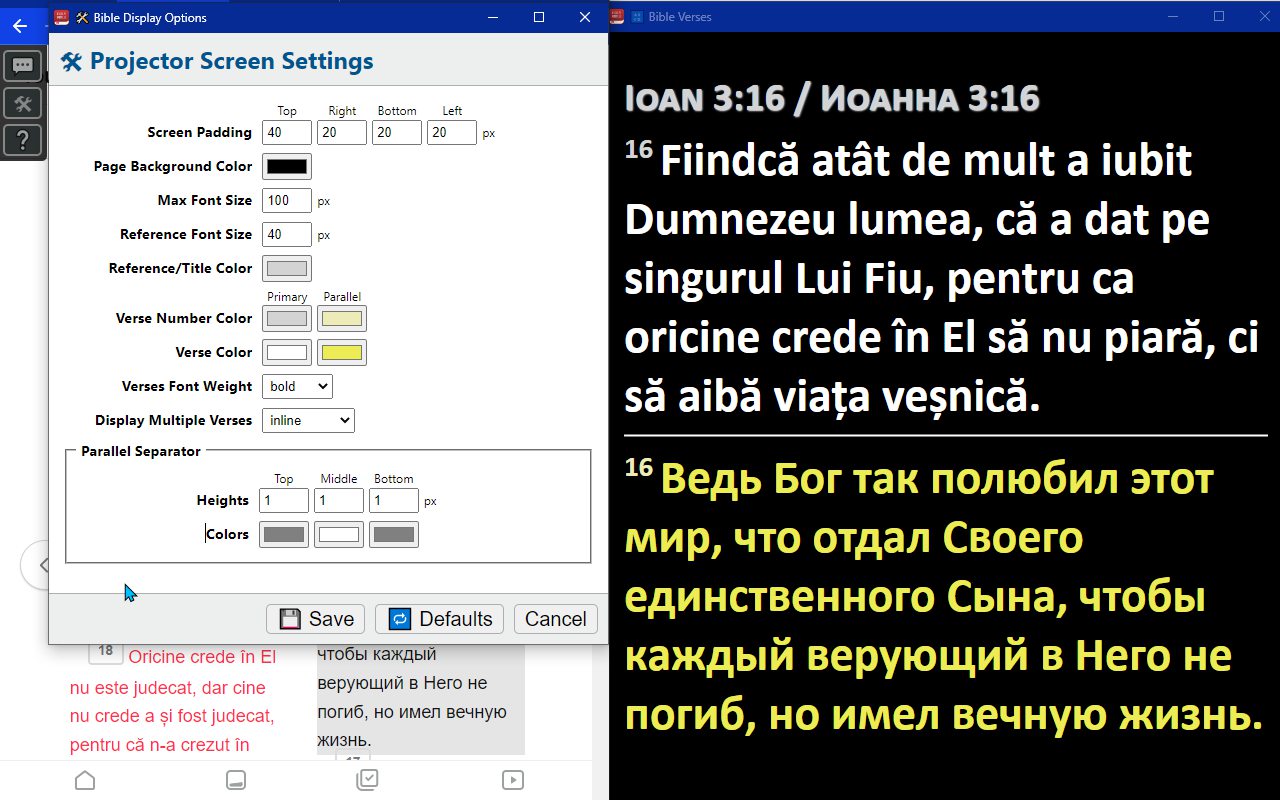 Bible Display Options
Projector Screen Settings
Top Right Bottom Left
Screen Padding 40 20 20 20 px
Page Background Color
Max Font Size 100 px
Reference Font Size 40 px
Reference/Title Color
Primary Parallel
Verse Number Color
Verse Color
Verses Font Weight bold
Display Multiple Verses inline
Parallel Separator
Top Middle Bottom
Heights 1 1 1 px
Colors
Save Defaults Cancel
18 Oricine crede în El
nu este judecat, dar cine
nu crede a și fost judecat,
pentru că n-a crezut în
чтобы каждый
верующий в Него не
погиб, но имел вечную
жизнь.
Bible Verses
Ioan 3:16 / Иоанна 3:16
16 Fiindcă atât de mult a iubit
Dumnezeu lumea, că a dat pe
singurul Lui Fiu, pentru ca
oricine crede în El să nu piară, ci
să aibă viața veșnică.
16 Ведь Бог так полюбил этот
мир, что отдал Своего
единственного Сына, чтобы
каждый верующий в Него не
погиб, но имел вечную жизнь.